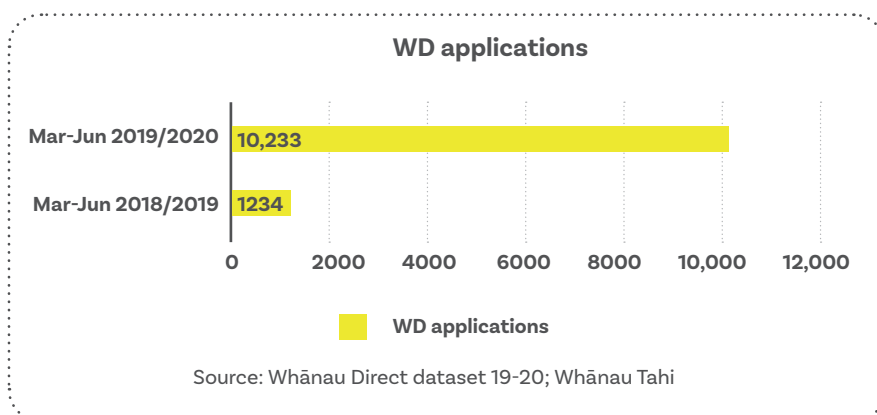 WD applications
Mar-Jun 2019/2020
10,233
Mar-Jun 2018/2019
1234
0 2000 4000 6000 8000 10,000 12,000
WD applications
Source: Whānau Direct dataset 19-20; Whānau Tahi